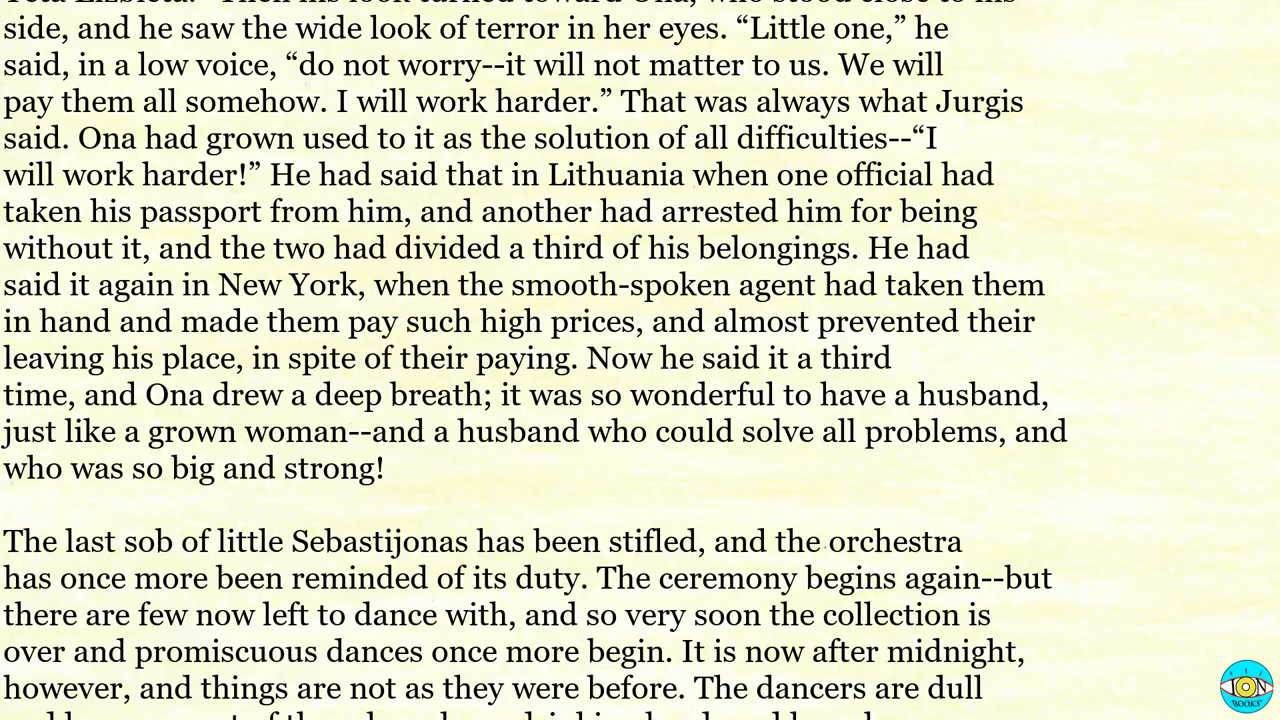 side, and he saw the wide look of terror in her eyes. “Little one,” he
said, in a low voice, “do not worry--it will not matter to us. We will
pay them all somehow. I will work harder.” That was always what Jurgis
said. Ona had grown used to it as the solution of all difficulties--“I
will work harder!” He had said that in Lithuania when one official had
taken his passport from him, and another had arrested him for being
without it, and the two had divided a third of his belongings. He had
said it again in New York, when the smooth-spoken agent had taken them
in hand and made them pay such high prices, and almost prevented their
leaving his place, in spite of their paying. Now he said it a third
time, and Ona drew a deep breath; it was so wonderful to have a husband,
just like a grown woman--and a husband who could solve all problems, and
who was so big and strong!
The last sob of little Sebastijonas has been stifled, and the orchestra
has once more been reminded of its duty. The ceremony begins again--but
there are few now left to dance with, and so very soon the collection is
over and promiscuous dances once more begin. It is now after midnight,
however, and things are not as they were before. The dancers are dull
ION
BOOKS